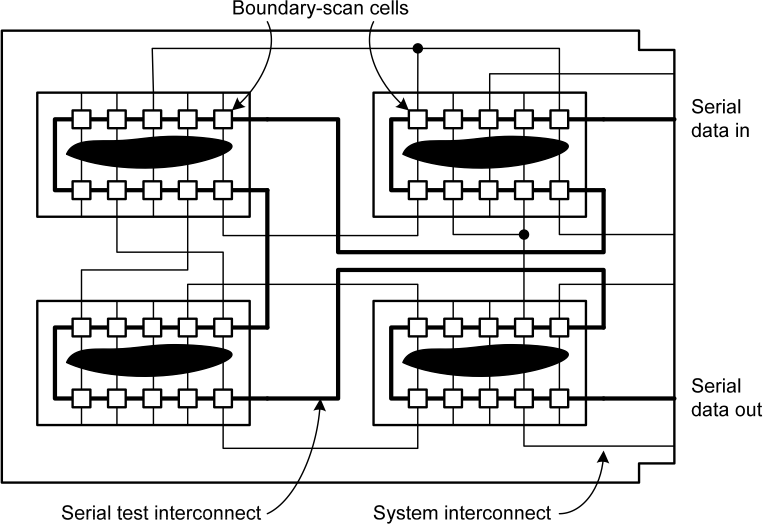 Boundary-scan cells
Serial
data in
Serial
data out
Serial test interconnect
System interconnect